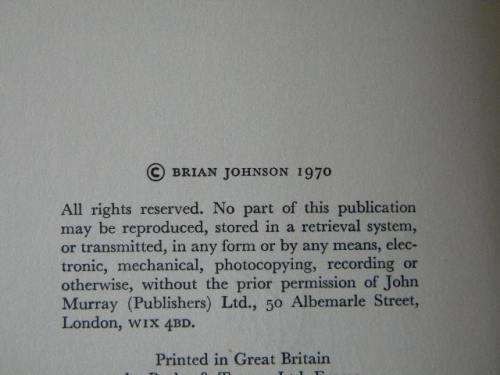 © BRIAN JOHNSON 1970
All rights reserved. No part of this publication
may be reproduced, stored in a retrieval system,
or transmitted, in any form or by any means, elec-
tronic, mechanical, photocopying, recording or
otherwise, without the prior permission of John
Murray (Publishers) Ltd., 50 Albemarle Street,
London, W1X 4BD.
Printed in Great Britain